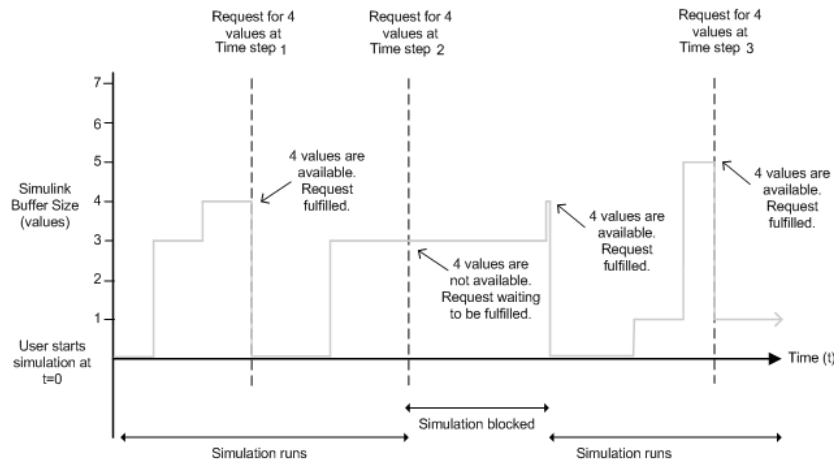 Request for 4
values at
Time step 1
Request for 4
values at
Time step 2
Request for 4
values at
Time step 3
7
6
5
4
3
2
1
Simulink
Buffer Size
(values)
4 values are
available.
Request
fulfilled.
4 values are
not available.
Request waiting
to be fulfilled.
4 values are
available.
Request
fulfilled.
4 values are
available.
Request
fulfilled.
User starts
simulation at
t=0
Time (t)
Simulation blocked
Simulation runs
Simulation runs